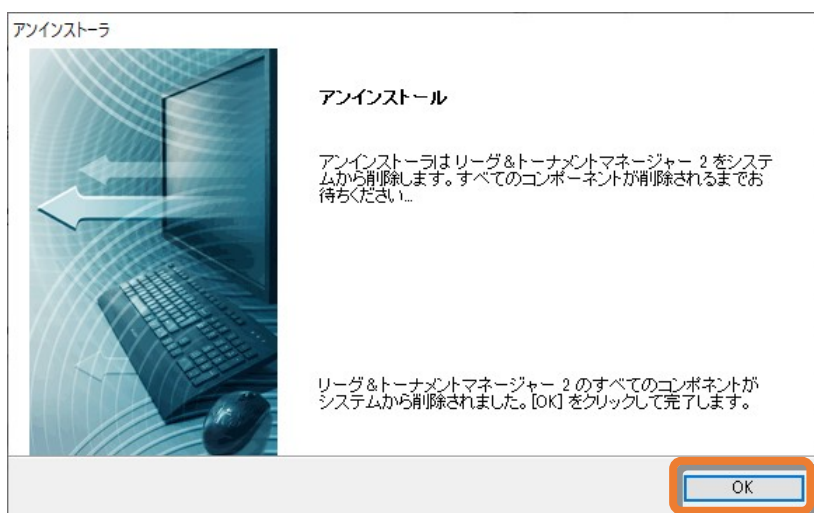 アンインストーラ
アンインストール
アンインストーラは リーグ&トーナメントマネージャー 2 をシステ
ムから削除します。すべてのコンポーネントが削除されるまでお
待ちください...
リーグ&トーナメントマネージャー 2 のすべてのコンポネントが
システムから削除されました。[OK] をクリックして完了します。
OK